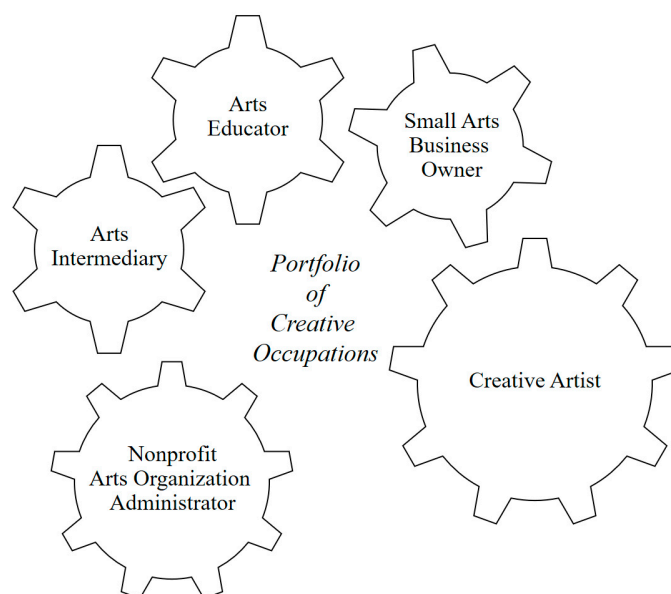 Arts
Educator
Small Arts
Business
Owner
Arts
Intermediary
Portfolio
of
Creative
Occupations
Creative Artist
Nonprofit
Arts Organization
Administrator